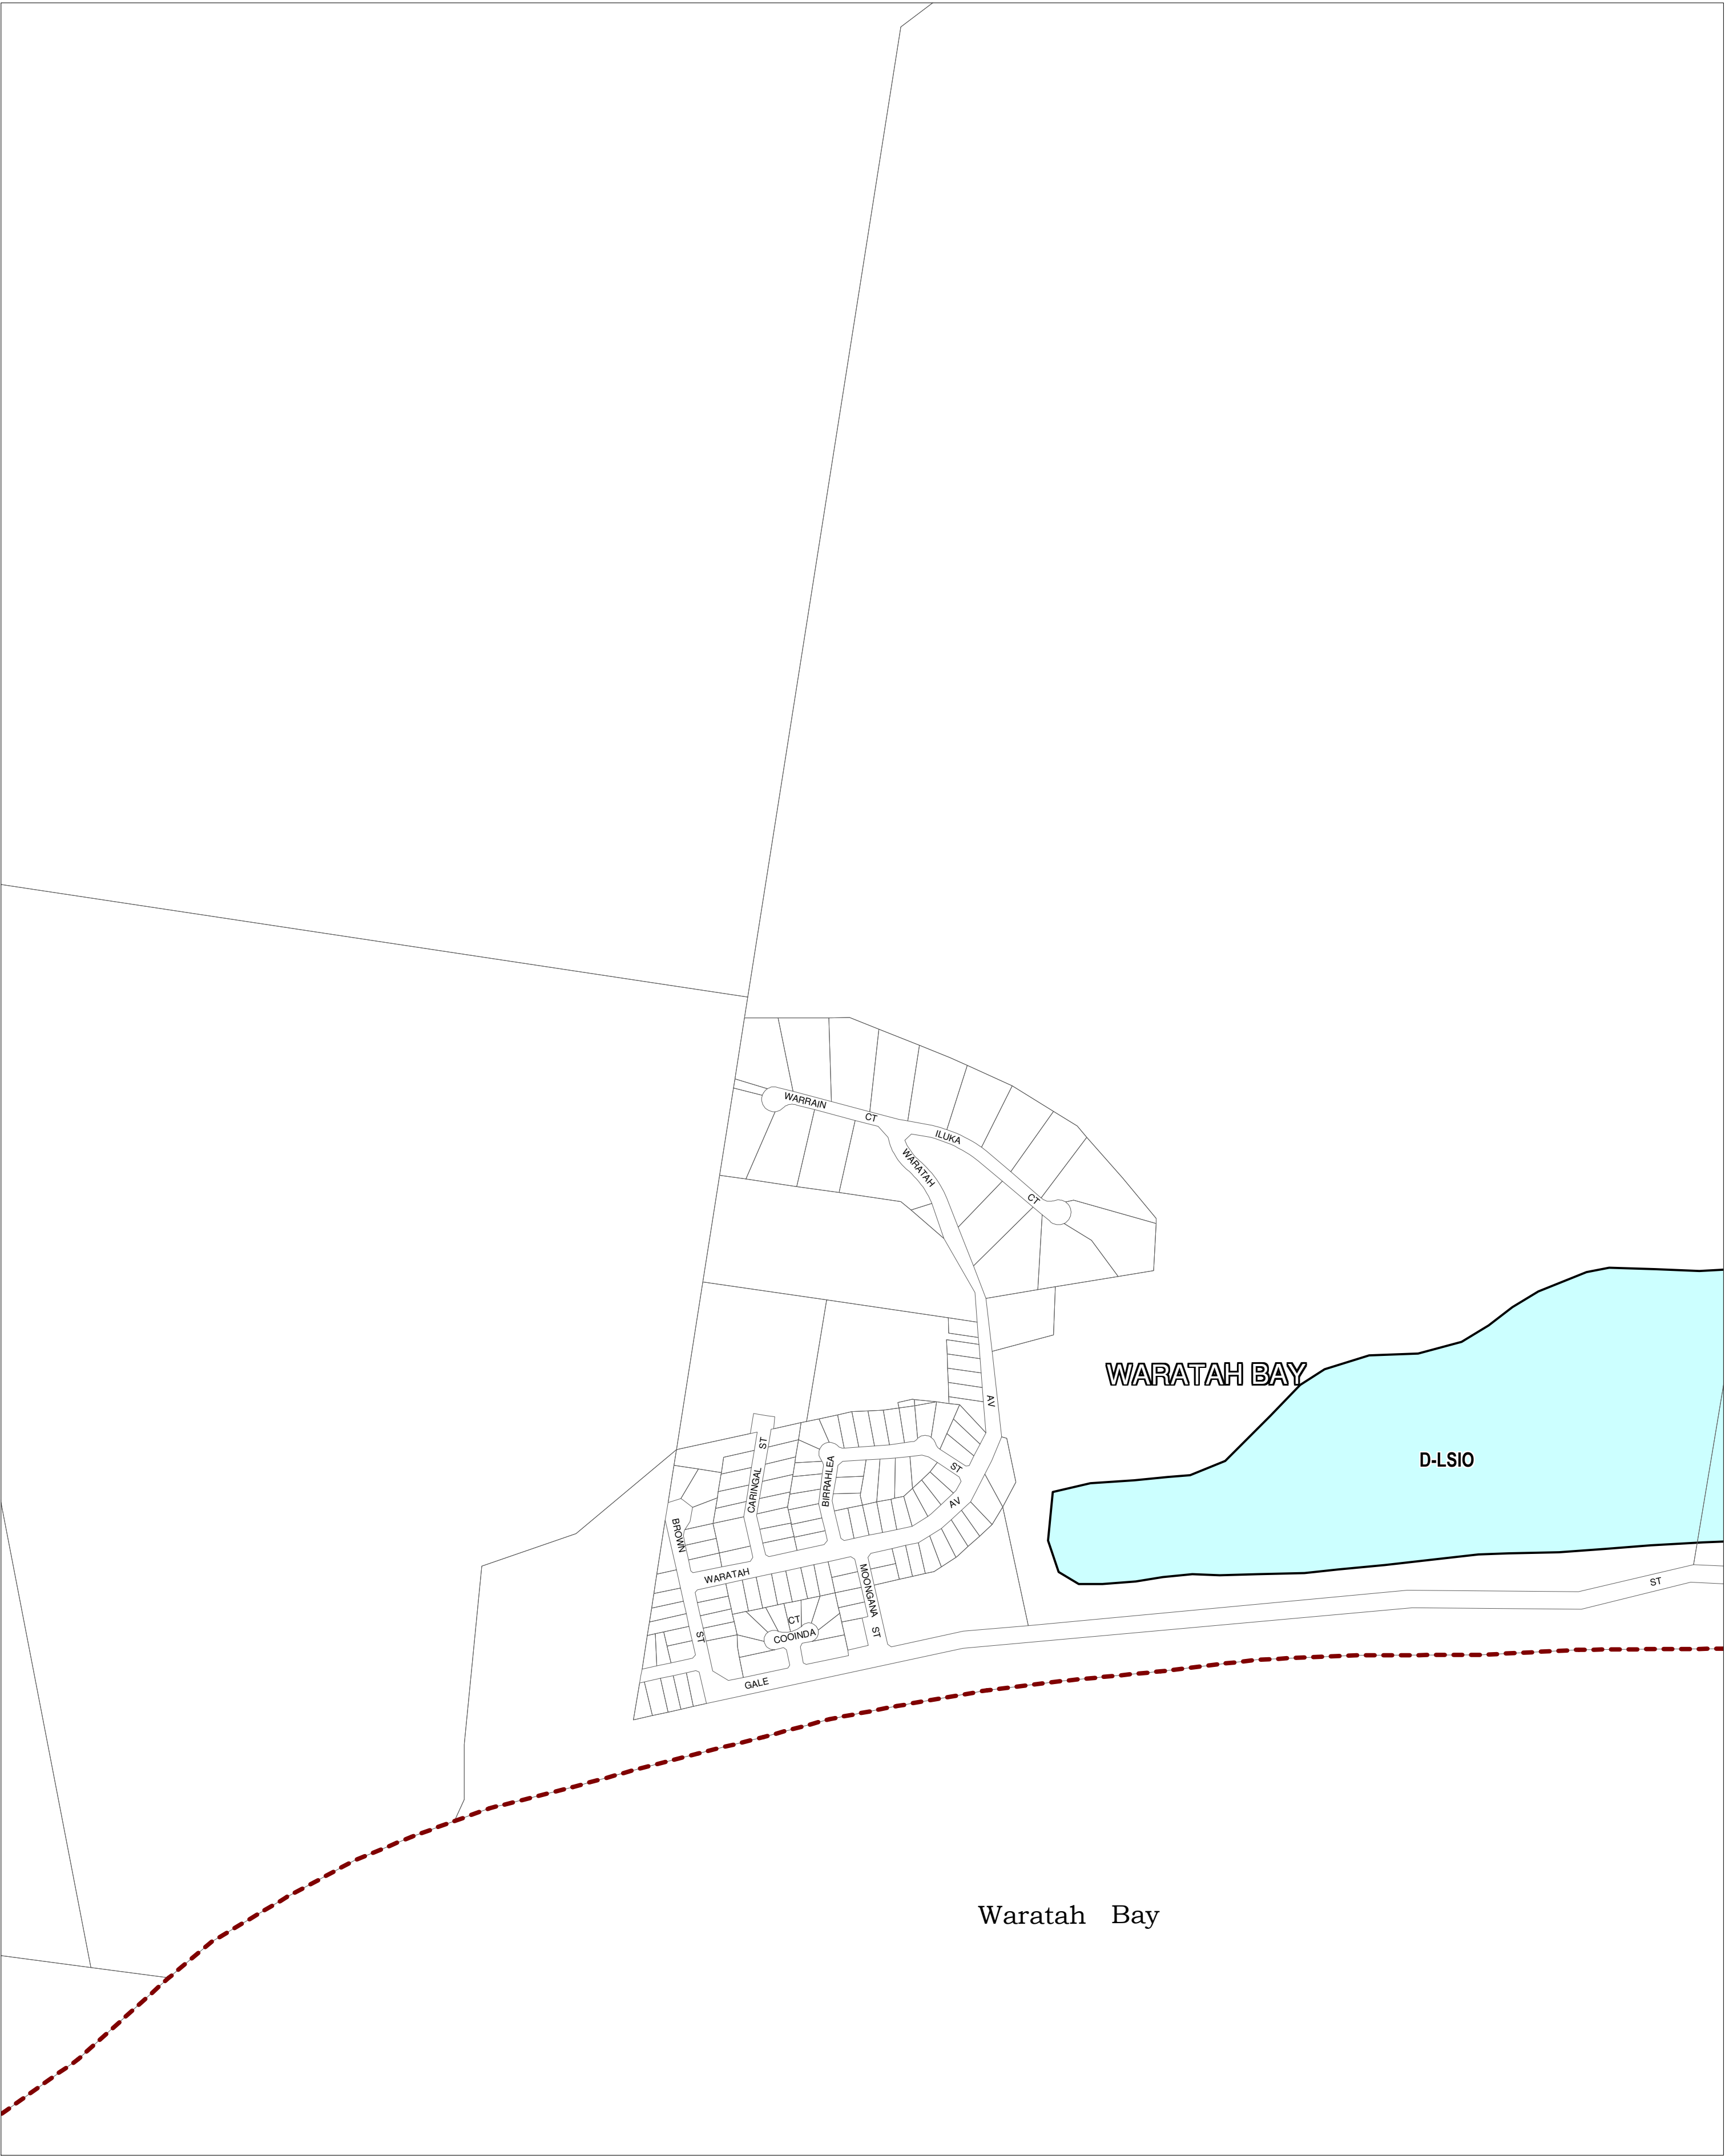 WARRAIN CT
ILUKA CT
WARATAH AV
WARATAH BAY
D-LSIO
CARINGAL ST
BIRRAHLEA ST
BROWN ST
WARATAH AV
MOONGANA ST
CT
COOINDA
GALE ST
Waratah Bay